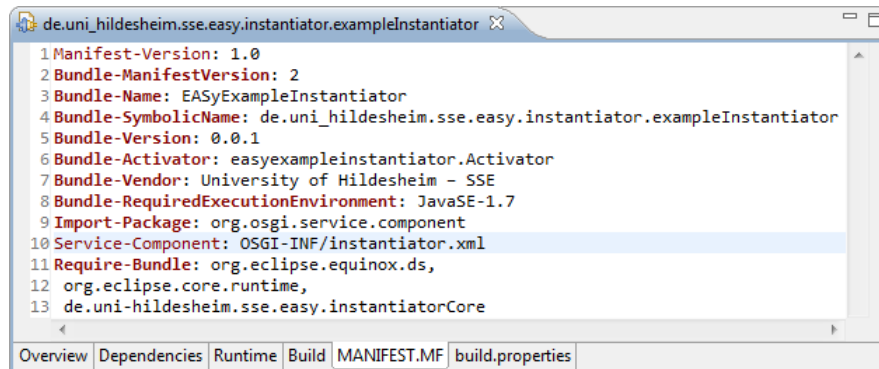 de.uni_hildesheim.sse.easy.instantiator.exampleInstantiator
1 Manifest-Version: 1.0
2 Bundle-ManifestVersion: 2
3 Bundle-Name: EASyExampleInstantiator
4 Bundle-SymbolicName: de.uni_hildesheim.sse.easy.instantiator.exampleInstantiator
5 Bundle-Version: 0.0.1
6 Bundle-Activator: easyexampleinstantiator.Activator
7 Bundle-Vendor: University of Hildesheim – SSE
8 Bundle-RequiredExecutionEnvironment: JavaSE-1.7
9 Import-Package: org.osgi.service.component
10 Service-Component: OSGI-INF/instantiator.xml
11 Require-Bundle: org.eclipse.equinox.ds,
12  org.eclipse.core.runtime,
13  de.uni-hildesheim.sse.easy.instantiatorCore
Overview Dependencies Runtime Build MANIFEST.MF build.properties